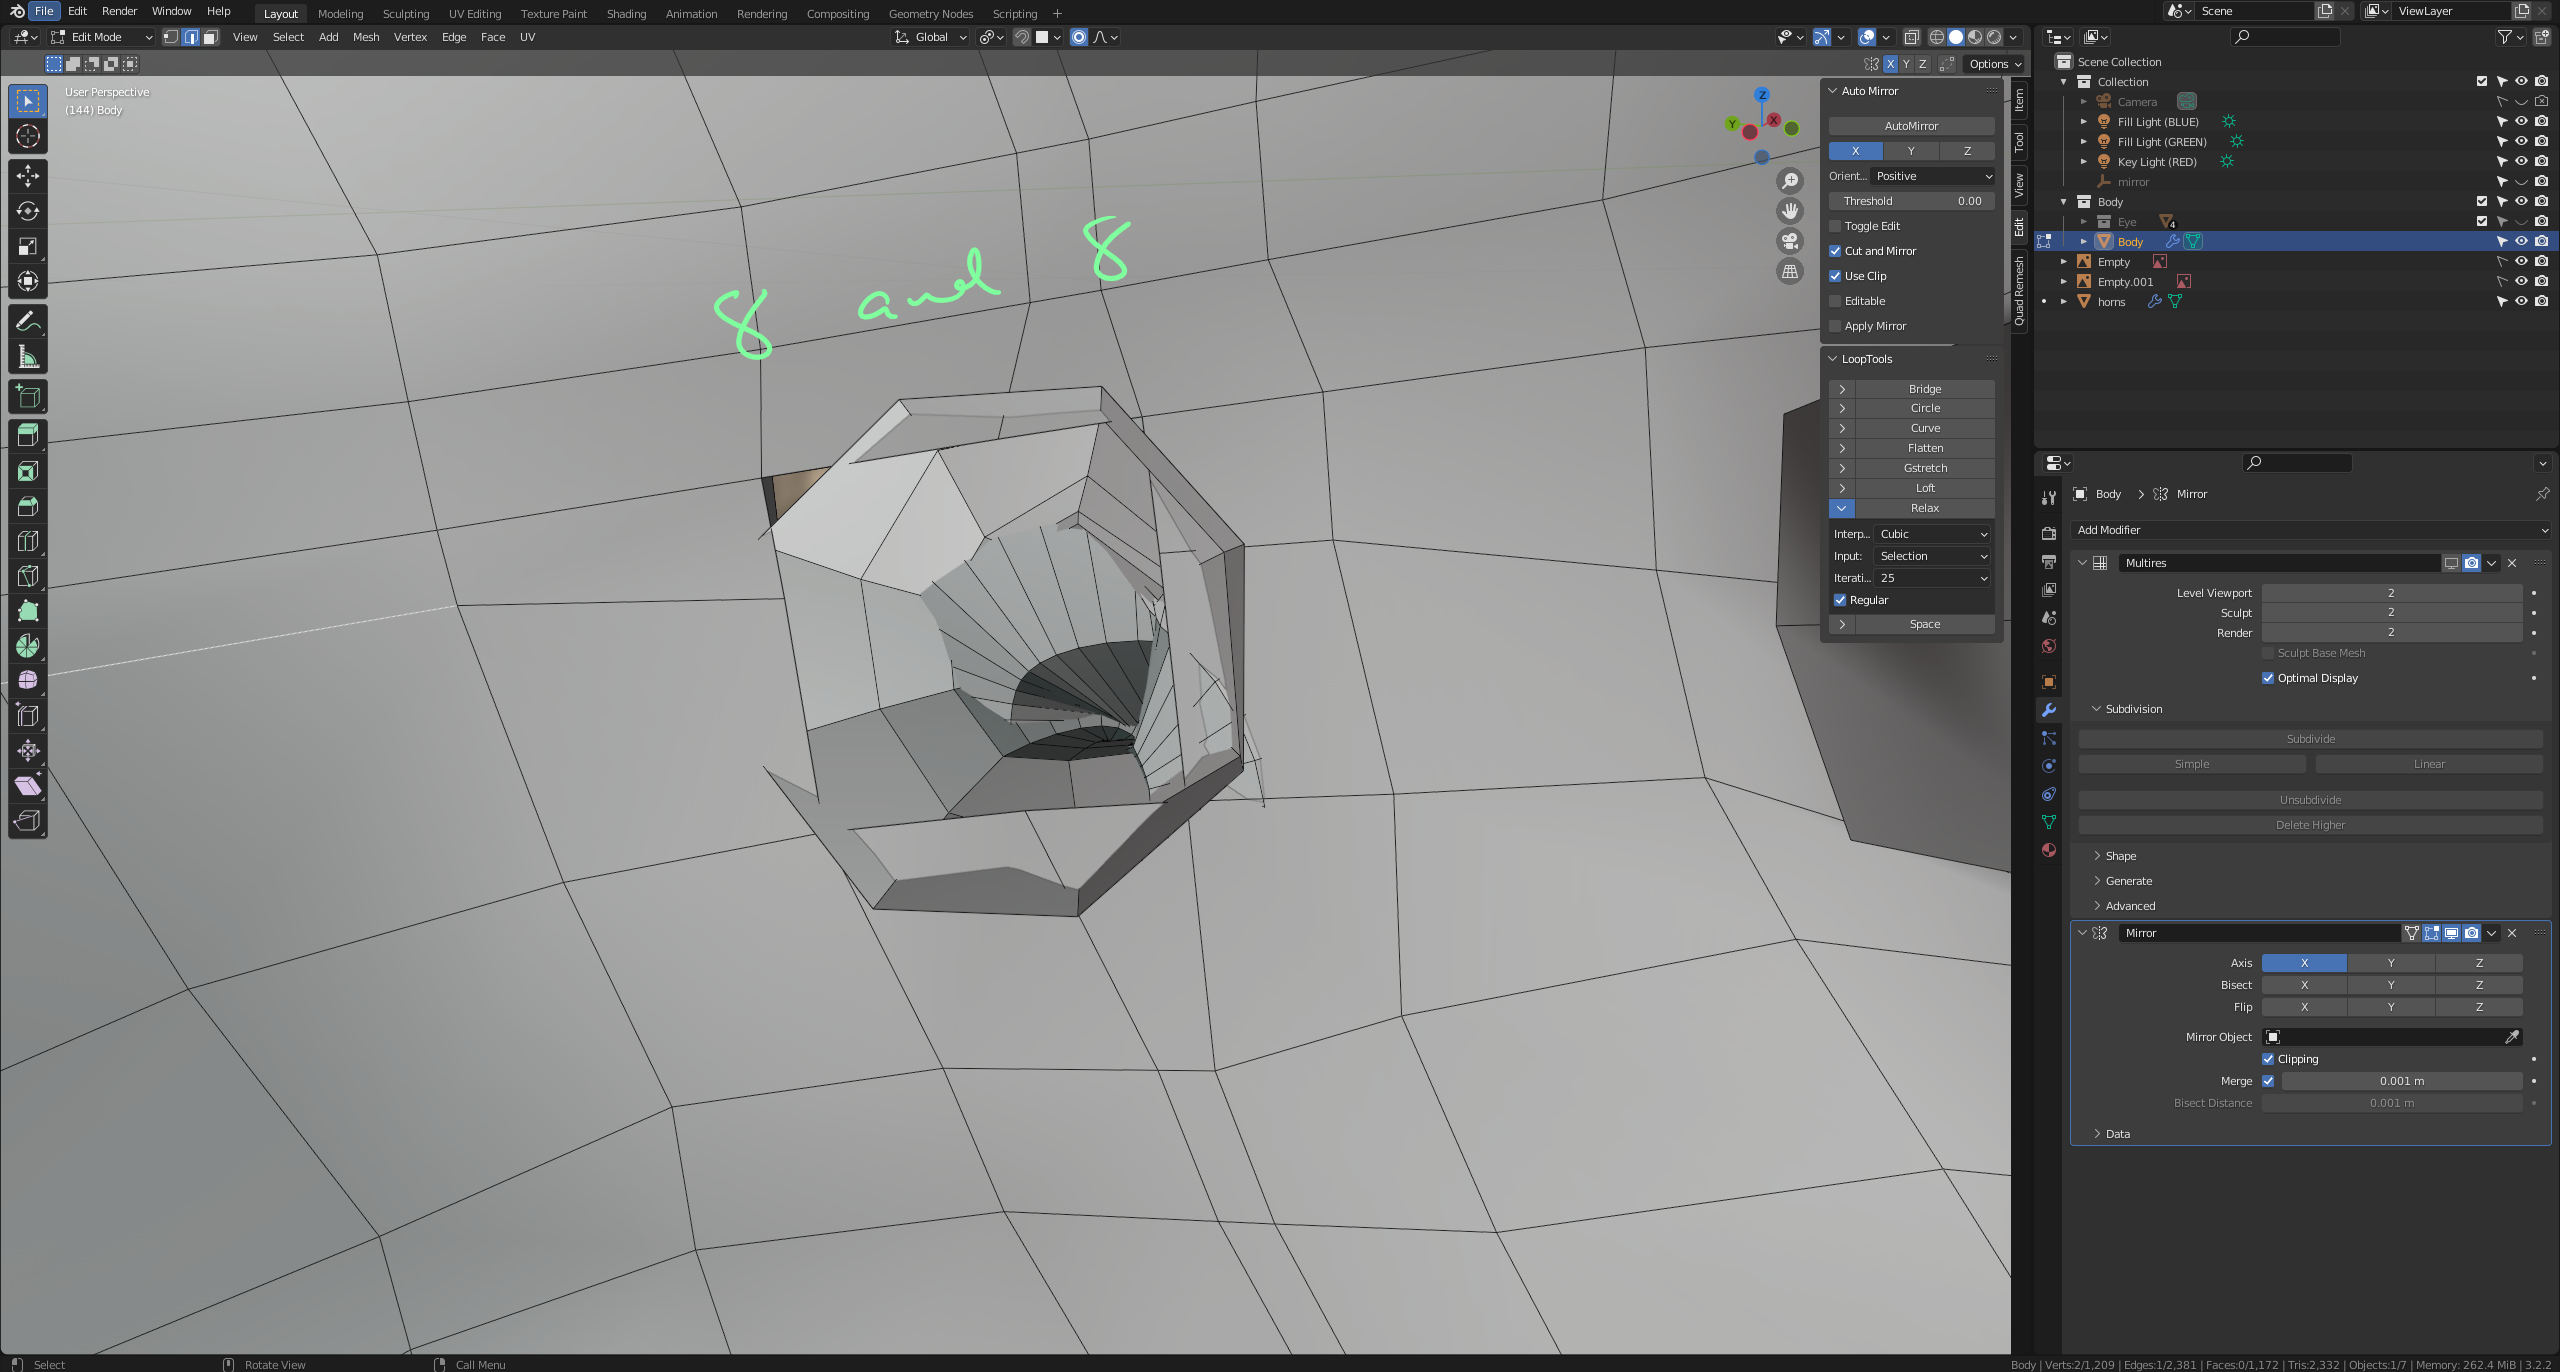 File Edit Render Window Help Layout Modeling Sculpting UV Editing Texture Paint Shading Animation Rendering Compositing Geometry Nodes Scripting + Scene ViewLayer
Edit Mode View Select Add Mesh Vertex Edge Face UV Global
X Y Z Options
User Perspective
(144) Body
8 and 8
Z
Y
X
Auto Mirror
AutoMirror
X Y Z
Orient... Positive
Threshold 0.00
Toggle Edit
Cut and Mirror
Use Clip
Editable
Apply Mirror
LoopTools
Bridge
Circle
Curve
Flatten
Gstretch
Loft
Relax
Interp... Cubic
Input: Selection
Iterati... 25
Regular
Space
Item
Tool
View
Edit
Quad Remesh
Scene Collection
Collection
Camera
Fill Light (BLUE)
Fill Light (GREEN)
Key Light (RED)
mirror
Body
Eye 4
Body
Empty
Empty.001
horns
Body > Mirror
Add Modifier
Multires
Level Viewport 2
Sculpt 2
Render 2
Sculpt Base Mesh
Optimal Display
Subdivision
Subdivide
Simple Linear
Unsubdivide
Delete Higher
Shape
Generate
Advanced
Mirror
Axis X Y Z
Bisect X Y Z
Flip X Y Z
Mirror Object
Clipping
Merge 0.001 m
Bisect Distance 0.001 m
Data
Select Rotate View Call Menu Body | Verts:2/1,209 | Edges:1/2,381 | Faces:0/1,172 | Tris:2,332 | Objects:1/7 | Memory: 262.4 MiB | 3.2.2